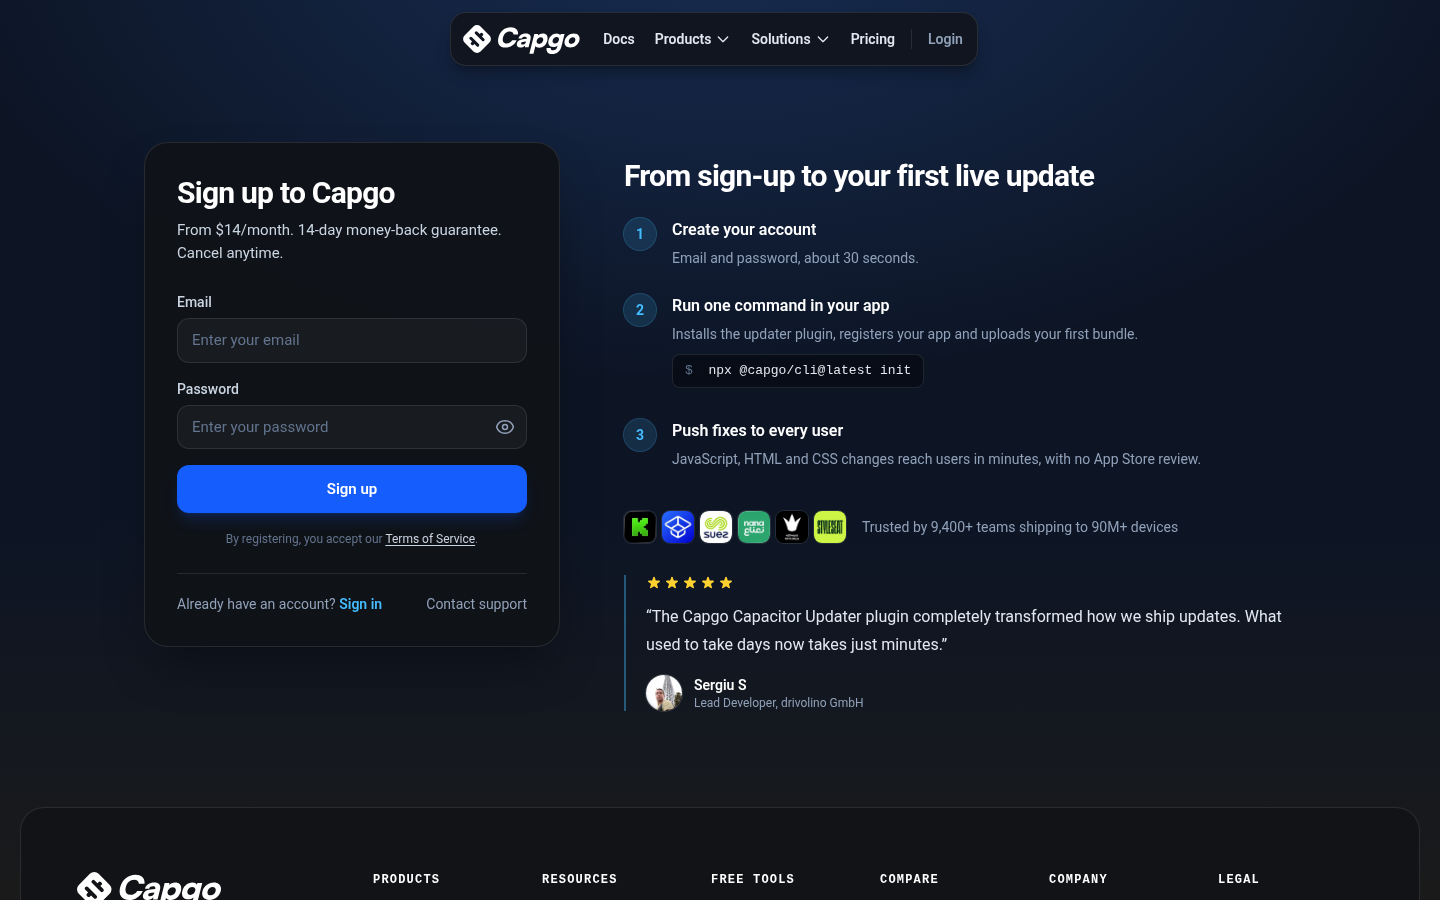 Capgo
Docs
Products
Solutions
Pricing
Login
Sign up to Capgo
From $14/month. 14-day money-back guarantee.
Cancel anytime.
Email
Enter your email
Password
Enter your password
Sign up
By registering, you accept our Terms of Service.
Already have an account? Sign in
Contact support
From sign-up to your first live update
1
Create your account
Email and password, about 30 seconds.
2
Run one command in your app
Installs the updater plugin, registers your app and uploads your first bundle.
$ npx @capgo/cli@latest init
3
Push fixes to every user
JavaScript, HTML and CSS changes reach users in minutes, with no App Store review.
K
suez
nana
نعناع
STYLESEAT
Trusted by 9,400+ teams shipping to 90M+ devices
“The Capgo Capacitor Updater plugin completely transformed how we ship updates. What
used to take days now takes just minutes.”
Sergiu S
Lead Developer, drivolino GmbH
Capgo
PRODUCTS
RESOURCES
FREE TOOLS
COMPARE
COMPANY
LEGAL